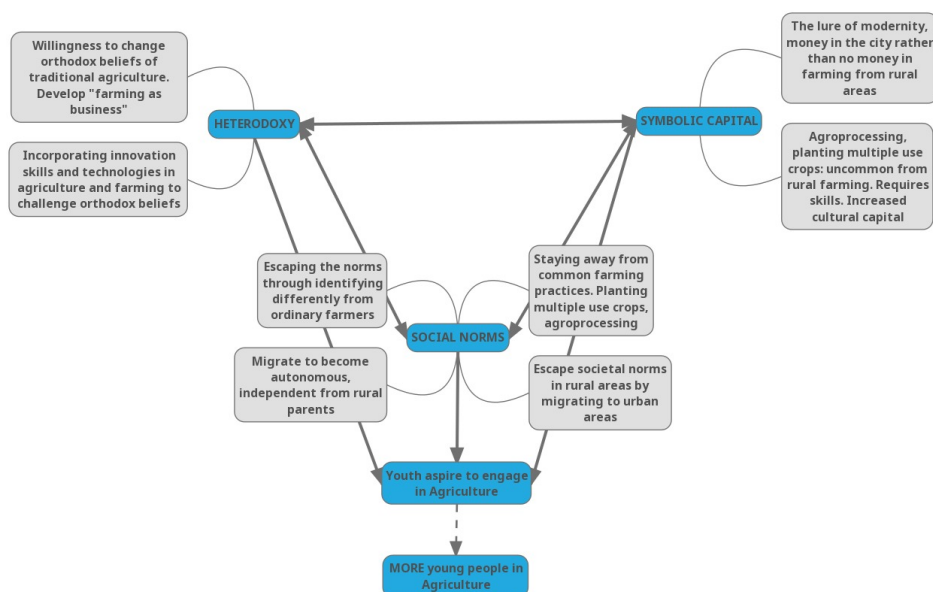 Willingness to change
orthodox beliefs of
traditional agriculture.
Develop "farming as
business"
HETERODOXY
Incorporating innovation
skills and technologies in
agriculture and farming to
challenge orthodox beliefs
The lure of modernity,
money in the city rather
than no money in
farming from rural
areas
SYMBOLIC CAPITAL
Agroprocessing,
planting multiple use
crops: uncommon from
rural farming. Requires
skills. Increased
cultural capital
Escaping the norms
through identifying
differently from
ordinary farmers
Staying away from
common farming
practices. Planting
multiple use crops,
agroprocessing
SOCIAL NORMS
Migrate to become
autonomous,
independent from rural
parents
Escape societal norms
in rural areas by
migrating to urban
areas
Youth aspire to engage
in Agriculture
MORE young people in
Agriculture